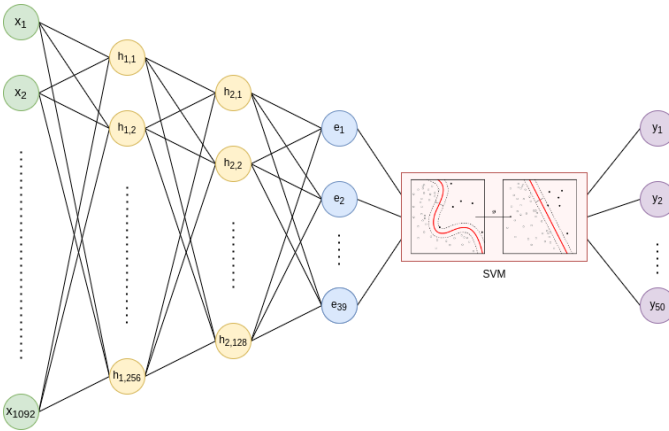 x1
x2
x1092
h1,1
h1,2
h1,256
h2,1
h2,2
h2,128
e1
e2
e39
SVM
y1
y2
y50